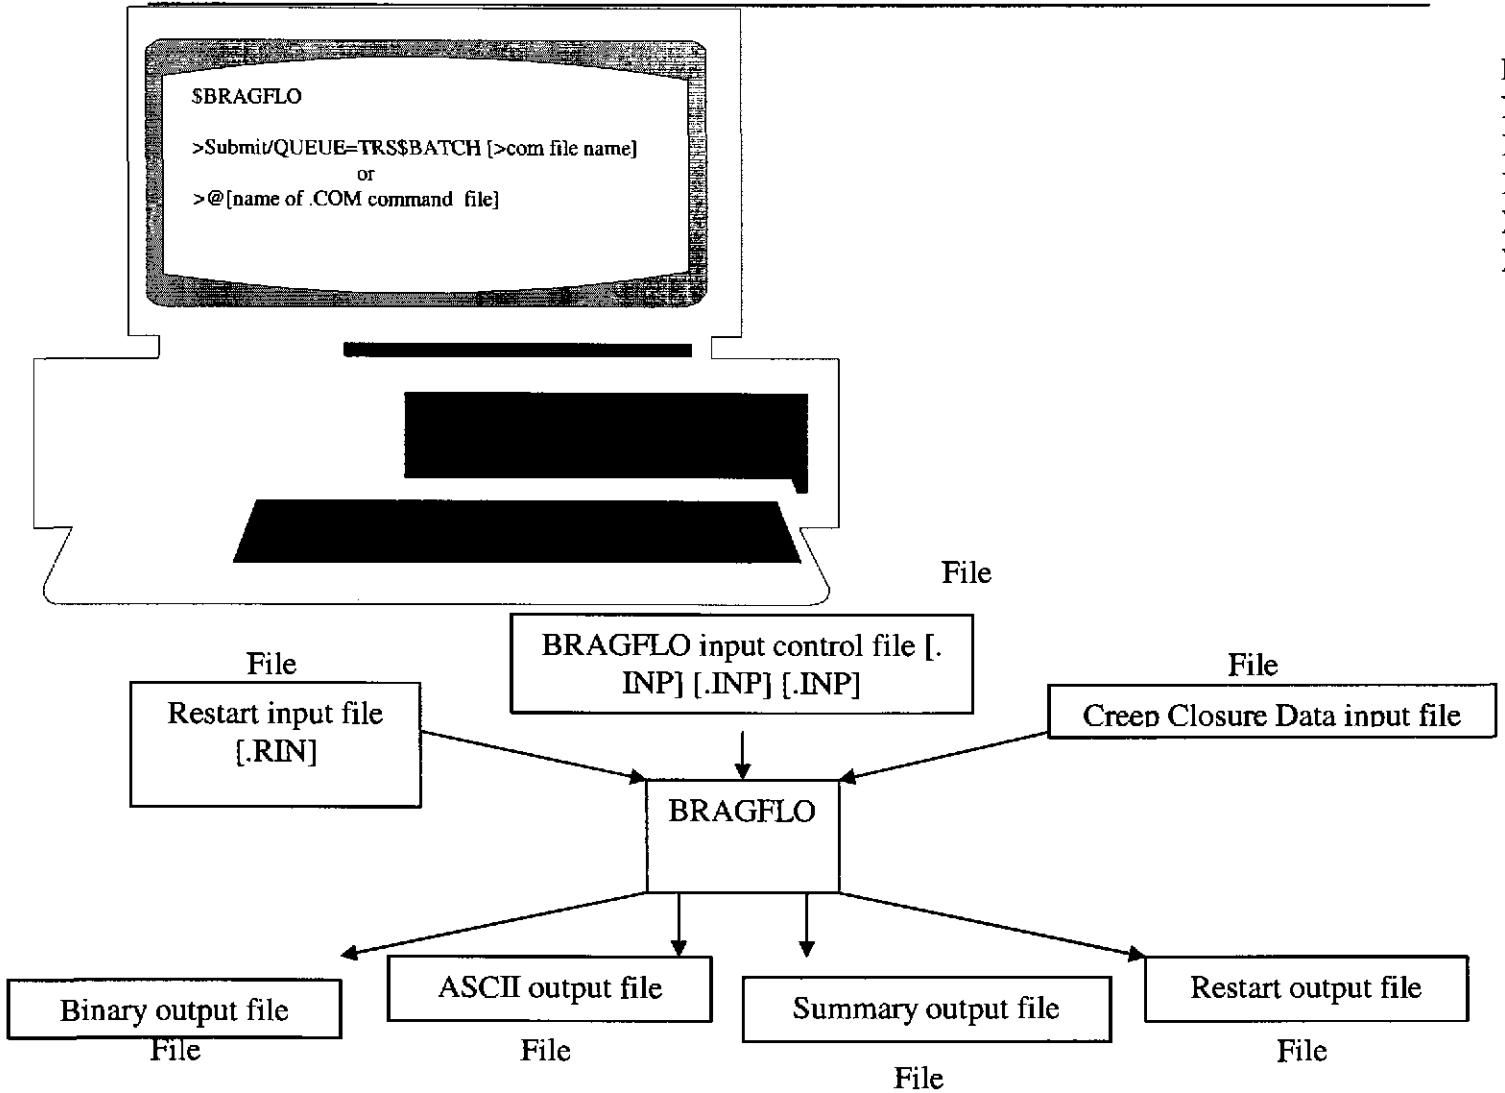 $BRAGFLO
>Submit/QUEUE=TRS$BATCH [>com file name]
or
>@[name of .COM command file]
File
BRAGFLO input control file [.
INP] [.INP] [.INP]
File
Restart input file
[.RIN]
File
Creep Closure Data input file
BRAGFLO
Binary output file
File
ASCII output file
File
Summary output file
File
Restart output file
File